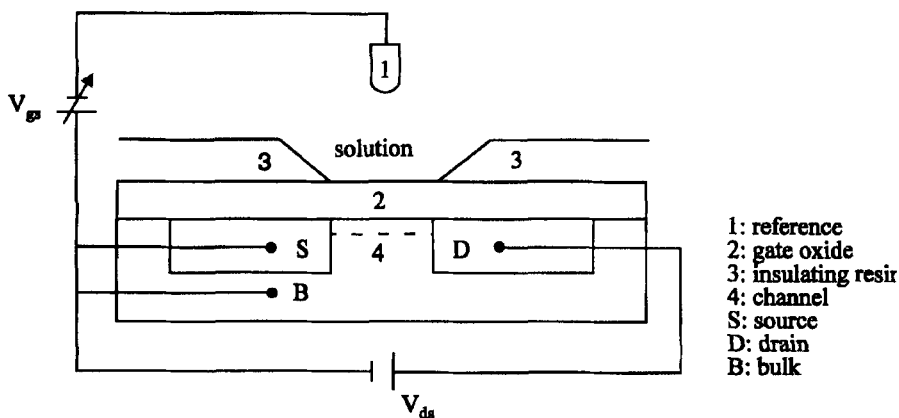 1
V_gs
solution
3
3
2
S
4
D
B
V_ds
1: reference
2: gate oxide
3: insulating resin
4: channel
S: source
D: drain
B: bulk